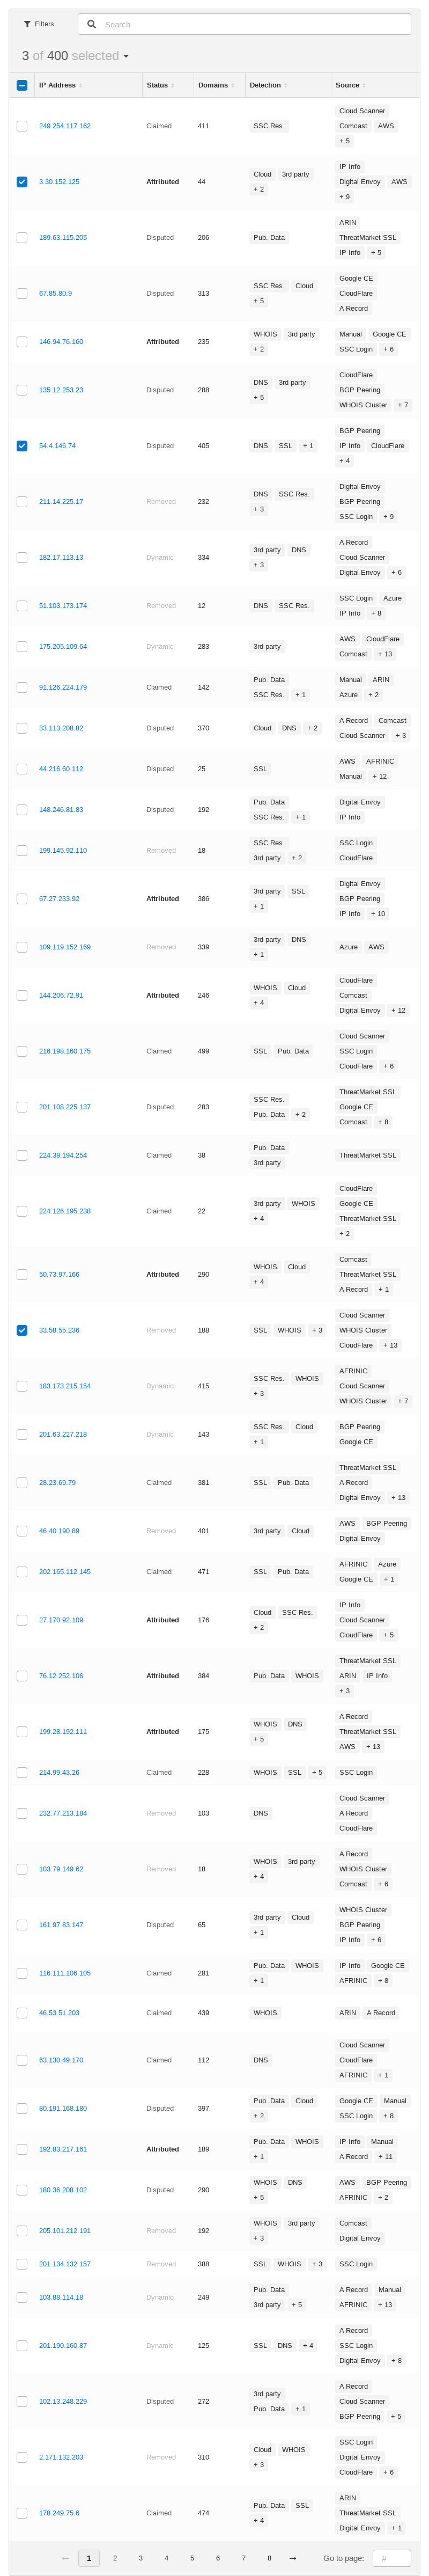 Filters
Search
3 of 400 selected
IP Address Status Domains Detection Source
249.254.117.162 Claimed 411 SSC Res. Cloud Scanner Comcast AWS + 5
3.30.152.125 Attributed 44 Cloud 3rd party + 2 IP Info Digital Envoy AWS + 9
189.63.115.205 Disputed 206 Pub. Data ARIN ThreatMarket SSL IP Info + 5
67.85.80.9 Disputed 313 SSC Res. Cloud + 5 Google CE CloudFlare A Record
146.94.76.160 Attributed 235 WHOIS 3rd party + 2 Manual Google CE SSC Login + 6
135.12.253.23 Disputed 288 DNS 3rd party + 5 CloudFlare BGP Peering WHOIS Cluster + 7
54.4.146.74 Disputed 405 DNS SSL + 1 BGP Peering IP Info CloudFlare + 4
211.14.225.17 Removed 232 DNS SSC Res. + 3 Digital Envoy BGP Peering SSC Login + 9
182.17.113.13 Dynamic 334 3rd party DNS + 3 A Record Cloud Scanner Digital Envoy + 6
51.103.173.174 Removed 12 DNS SSC Res. SSC Login Azure IP Info + 8
175.205.109.64 Dynamic 283 3rd party AWS CloudFlare Comcast + 13
91.126.224.179 Claimed 142 Pub. Data SSC Res. + 1 Manual ARIN Azure + 2
33.113.208.82 Disputed 370 Cloud DNS + 2 A Record Comcast Cloud Scanner + 3
44.216.60.112 Disputed 25 SSL AWS AFRINIC Manual + 12
148.246.81.83 Disputed 192 Pub. Data SSC Res. + 1 Digital Envoy IP Info
199.145.92.110 Removed 18 SSC Res. 3rd party + 2 SSC Login CloudFlare
67.27.233.92 Attributed 386 3rd party SSL + 1 Digital Envoy BGP Peering IP Info + 10
109.119.152.169 Removed 339 3rd party DNS + 1 Azure AWS
144.206.72.91 Attributed 246 WHOIS Cloud + 4 CloudFlare Comcast Digital Envoy + 12
216.198.160.175 Claimed 499 SSL Pub. Data Cloud Scanner SSC Login CloudFlare + 6
201.108.225.137 Disputed 283 SSC Res. Pub. Data + 2 ThreatMarket SSL Google CE Comcast + 8
224.39.194.254 Claimed 38 Pub. Data 3rd party ThreatMarket SSL
224.126.195.238 Claimed 22 3rd party WHOIS + 4 CloudFlare Google CE ThreatMarket SSL + 2
50.73.97.166 Attributed 290 WHOIS Cloud + 4 Comcast ThreatMarket SSL A Record + 1
33.58.55.236 Removed 188 SSL WHOIS + 3 Cloud Scanner WHOIS Cluster CloudFlare + 13
183.173.215.154 Dynamic 415 SSC Res. WHOIS + 3 AFRINIC Cloud Scanner WHOIS Cluster + 7
201.63.227.218 Dynamic 143 SSC Res. Cloud + 1 BGP Peering Google CE
28.23.69.79 Claimed 381 SSL Pub. Data ThreatMarket SSL A Record Digital Envoy + 13
46.40.190.89 Removed 401 3rd party Cloud AWS BGP Peering Digital Envoy
202.165.112.145 Claimed 471 SSL Pub. Data AFRINIC Azure Google CE + 1
27.170.92.109 Attributed 176 Cloud SSC Res. + 2 IP Info Cloud Scanner CloudFlare + 5
76.12.252.106 Attributed 384 Pub. Data WHOIS ThreatMarket SSL ARIN IP Info + 3
199.28.192.111 Attributed 175 WHOIS DNS + 5 A Record ThreatMarket SSL AWS + 13
214.99.43.26 Claimed 228 WHOIS SSL + 5 SSC Login
232.77.213.184 Removed 103 DNS Cloud Scanner A Record CloudFlare
103.79.149.62 Removed 18 WHOIS 3rd party + 4 A Record WHOIS Cluster Comcast + 6
161.97.83.147 Disputed 65 3rd party Cloud + 1 WHOIS Cluster BGP Peering IP Info + 6
116.111.106.105 Claimed 281 Pub. Data WHOIS + 1 IP Info Google CE AFRINIC + 8
46.53.51.203 Claimed 439 WHOIS ARIN A Record
63.130.49.170 Claimed 112 DNS Cloud Scanner CloudFlare AFRINIC + 1
80.191.168.180 Disputed 397 Pub. Data Cloud + 2 Google CE Manual SSC Login + 8
192.83.217.161 Attributed 189 Pub. Data WHOIS + 1 IP Info Manual A Record + 11
180.36.208.102 Disputed 290 WHOIS DNS + 5 AWS BGP Peering AFRINIC + 2
205.101.212.191 Removed 192 WHOIS 3rd party + 3 Comcast Digital Envoy
201.134.132.157 Removed 388 SSL WHOIS + 3 SSC Login
103.88.114.18 Dynamic 249 Pub. Data 3rd party + 5 A Record Manual AFRINIC + 13
201.190.160.87 Dynamic 125 SSL DNS + 4 A Record SSC Login Digital Envoy + 8
102.13.248.229 Disputed 272 3rd party Pub. Data + 1 A Record Cloud Scanner BGP Peering + 5
2.171.132.203 Removed 310 Cloud WHOIS + 3 SSC Login Digital Envoy CloudFlare + 6
178.249.75.6 Claimed 474 Pub. Data SSL + 4 ARIN ThreatMarket SSL Digital Envoy + 1
← 1 2 3 4 5 6 7 8 → Go to page: #